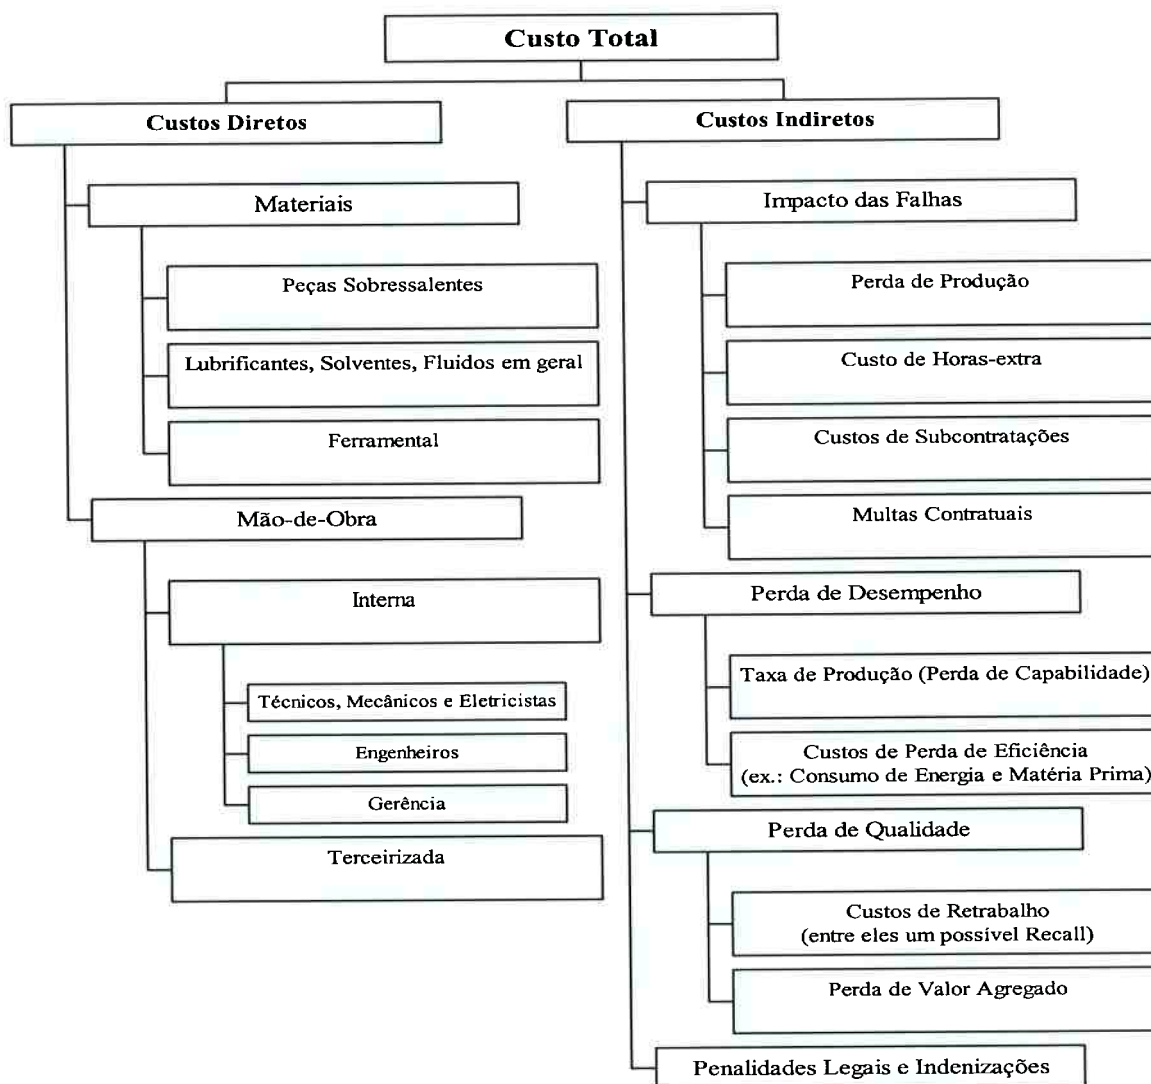 Custo Total
Custos Diretos
Materiais
Peças Sobressalentes
Lubrificantes, Solventes, Fluidos em geral
Ferramental
Mão-de-Obra
Interna
Técnicos, Mecânicos e Eletricistas
Engenheiros
Gerência
Terceirizada
Custos Indiretos
Impacto das Falhas
Perda de Produção
Custo de Horas-extra
Custos de Subcontratações
Multas Contratuais
Perda de Desempenho
Taxa de Produção (Perda de Capabilidade)
Custos de Perda de Eficiência
(ex.: Consumo de Energia e Matéria Prima)
Perda de Qualidade
Custos de Retrabalho
(entre eles um possível Recall)
Perda de Valor Agregado
Penalidades Legais e Indenizações